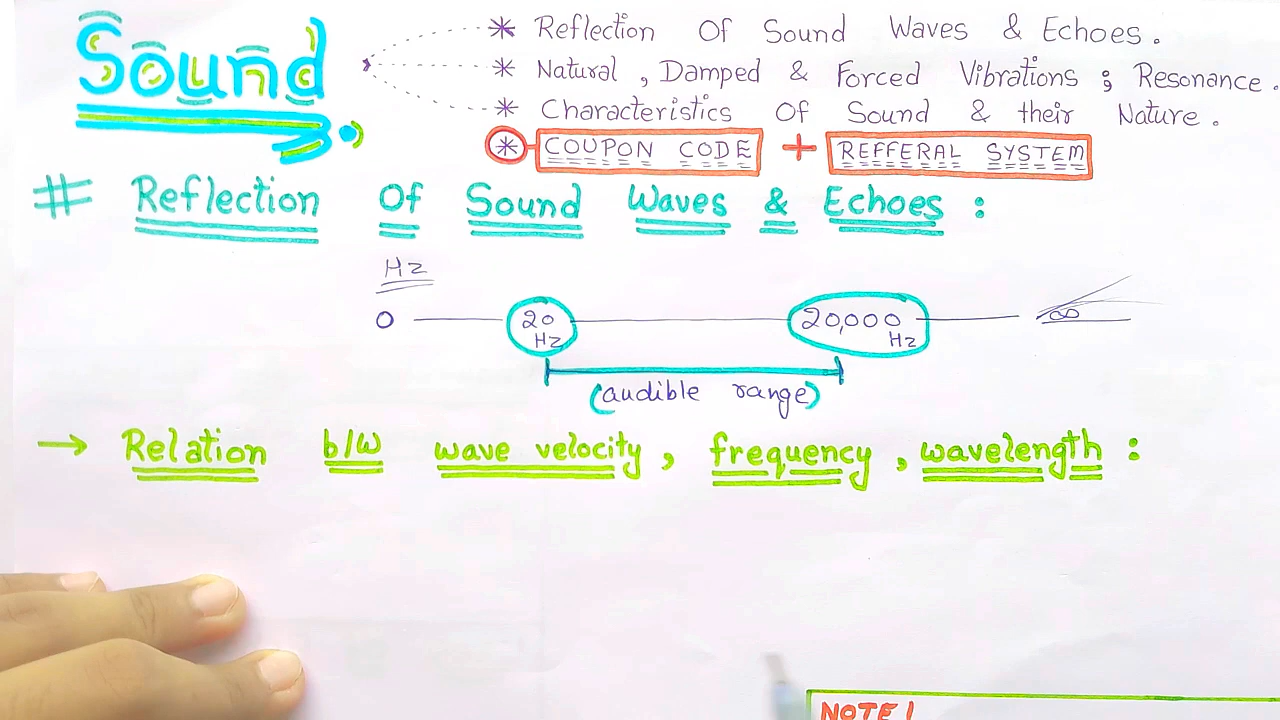 Sound
* Reflection Of Sound Waves & Echoes.
* Natural, Damped & Forced Vibrations; Resonance.
* Characteristics Of Sound & their Nature.
* COUPON CODE + REFFERAL SYSTEM
# Reflection Of Sound Waves & Echoes :
Hz
0 20 Hz 20,000 Hz ∞
(audible range)
→ Relation b/w wave velocity, frequency, wavelength :
NOTE!